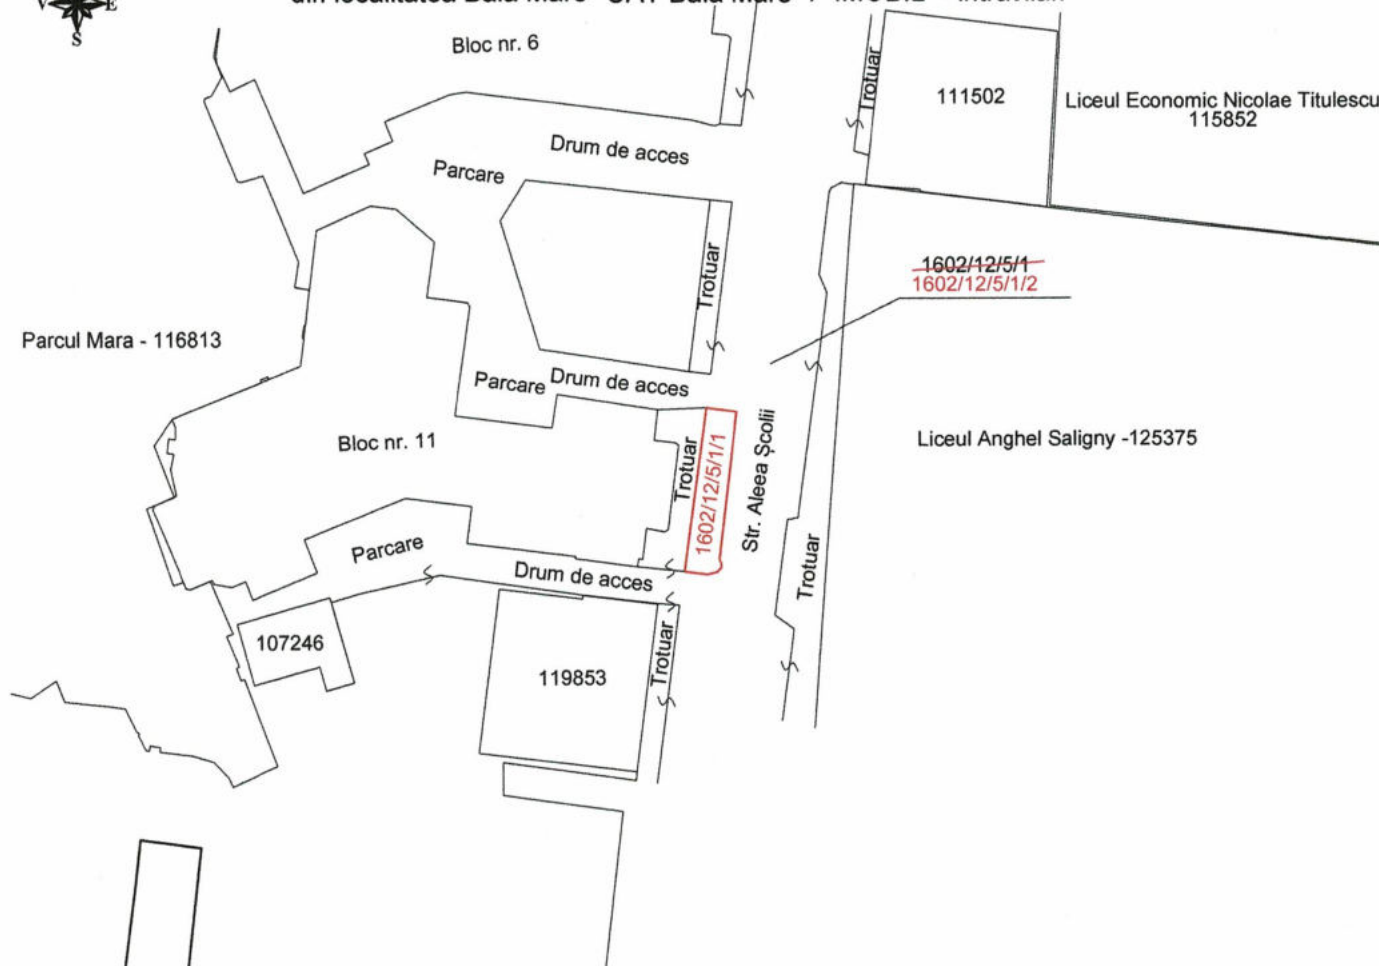 V E
S
Bloc nr. 6
Trotuar
111502
Liceul Economic Nicolae Titulescu
115852
Drum de acces
Parcare
Trotuar
1602/12/5/1
1602/12/5/1/2
Parcul Mara - 116813
Parcare
Drum de acces
Bloc nr. 11
Trotuar
1602/12/5/1/1
Str. Aleea Școlii
Liceul Anghel Saligny -125375
Parcare
Drum de acces
Trotuar
107246
119853
Trotuar